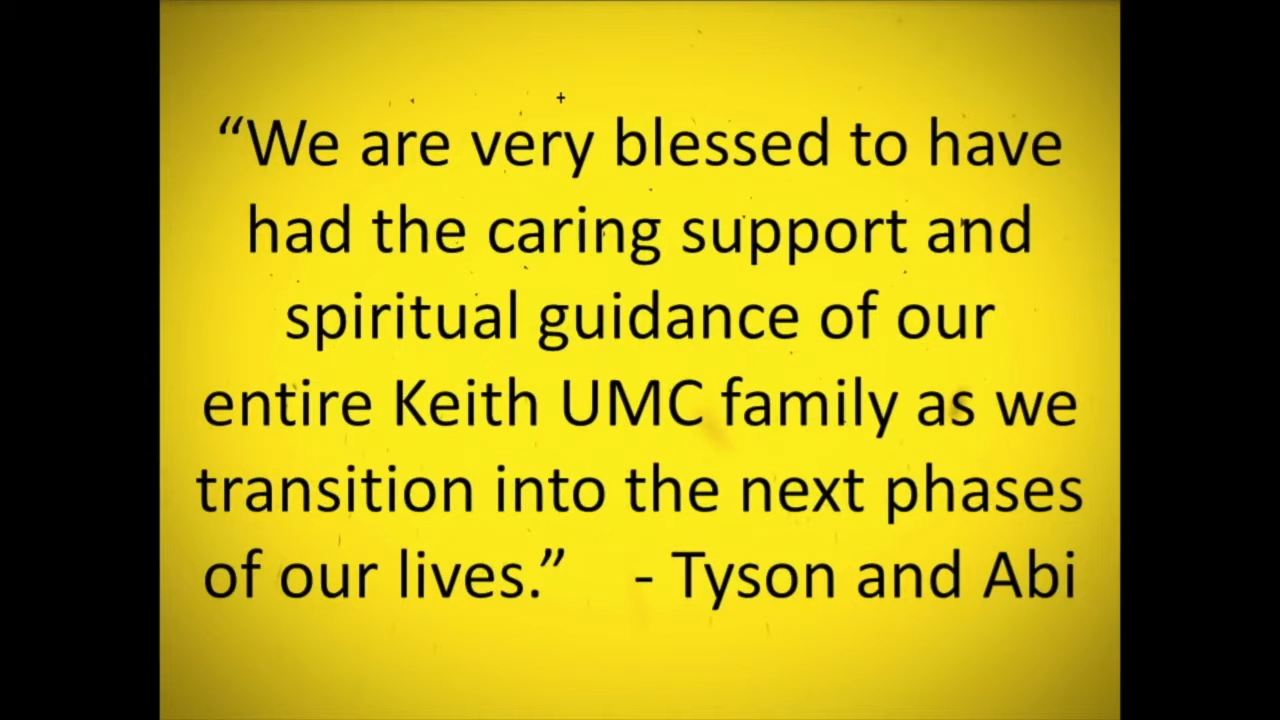 “We are very blessed to have
had the caring support and
spiritual guidance of our
entire Keith UMC family as we
transition into the next phases
of our lives.” - Tyson and Abi